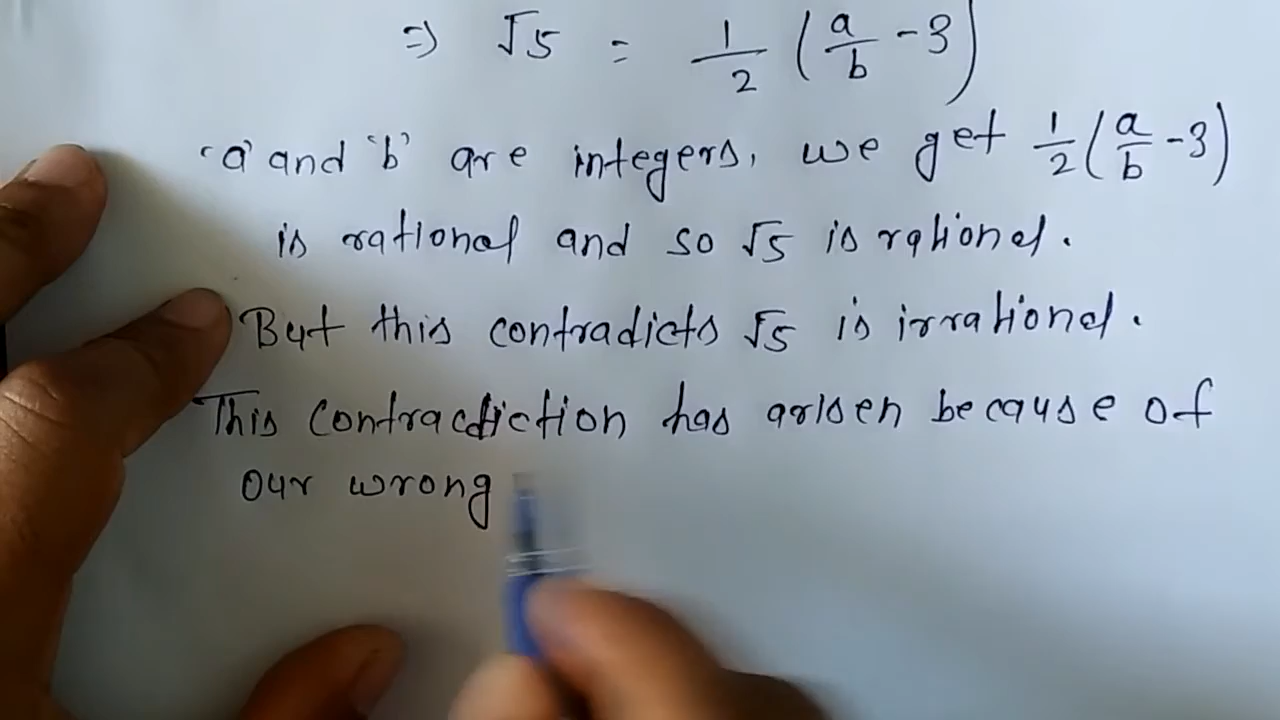 ⇒ √5 = 1/2 (a/b - 3)
'a' and 'b' are integers, we get 1/2 (a/b - 3)
is rational and so √5 is rational.
But this contradicts √5 is irrational.
This contradiction has arisen because of
our wrong